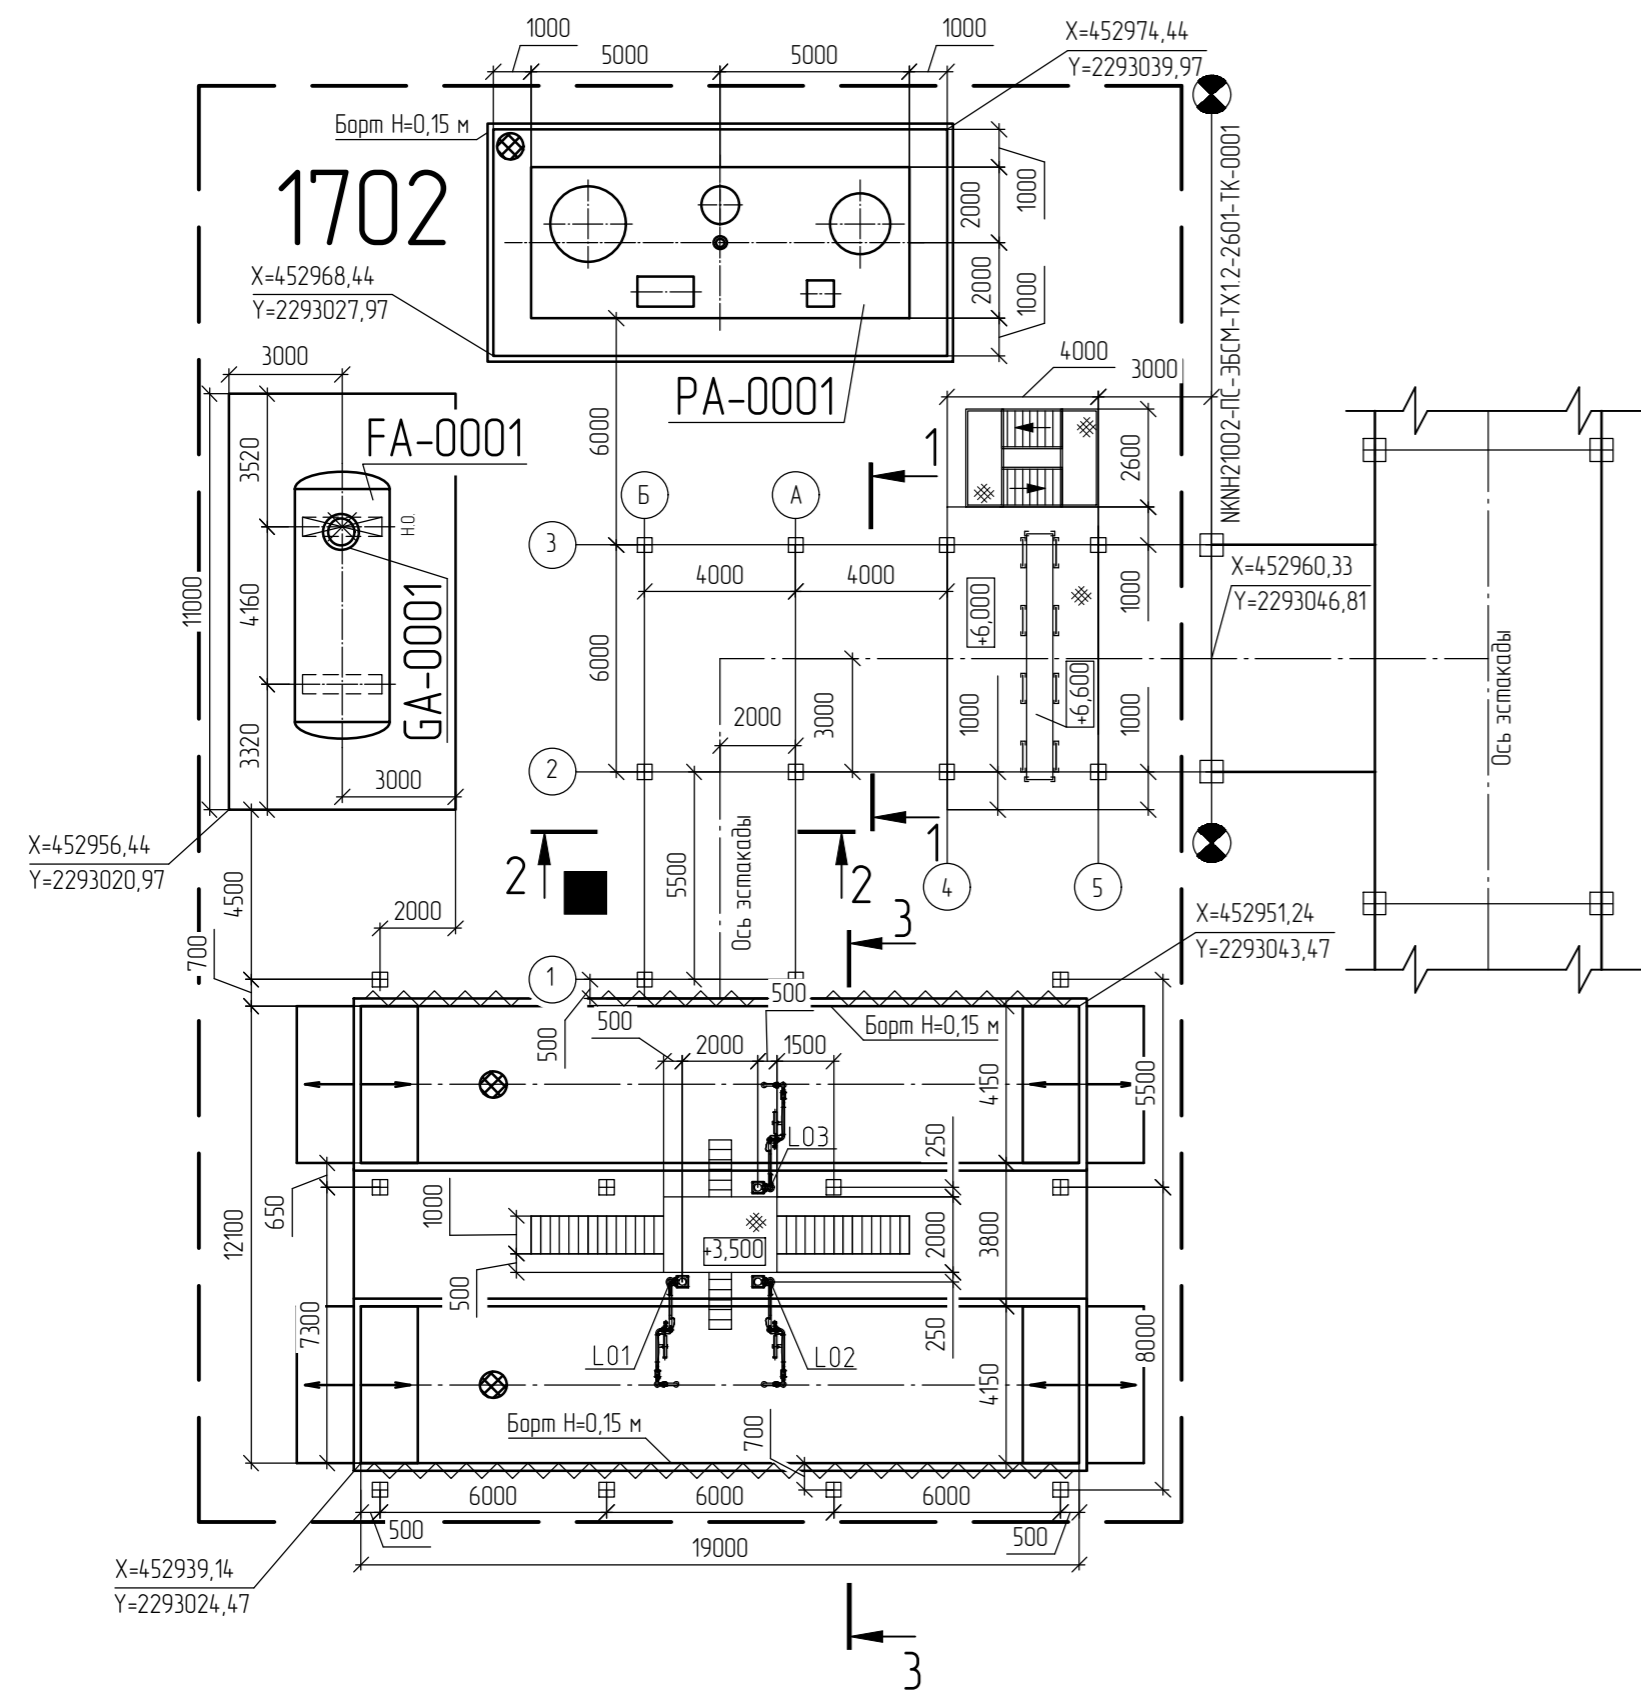 1000
1000
X=452974,44
Y=2293039,97
5000
5000
Борт Н=0,15 м
1702
NKNH21002-ПС-ЭБСМ-ТХ1.2-2601-ТК-0001
2000
1000
2000
1000
X=452968,44
Y=2293027,97
3000
4000
3000
PA-0001
FA-0001
6000
1
2600
3520
Н.О.
Б
А
3
11000
4160
GA-0001
4000
4000
+6,000
1000
X=452960,33
Y=2293046,81
6000
+6,600
Ось эстакады
2000
3000
1000
1000
3320
3000
2
1
X=452956,44
Y=2293020,97
4500
2
2
5500
Ось эстакады
4
5
2000
3
X=452951,24
Y=2293043,47
700
1
500
500
500
Борт Н=0,15 м
2000
1500
4150
5500
L03
250
650
1000
12100
+3,500
2000
3800
500
7300
L01
L02
250
8000
4150
Борт Н=0,15 м
700
6000
6000
6000
500
500
19000
X=452939,14
Y=2293024,47
3